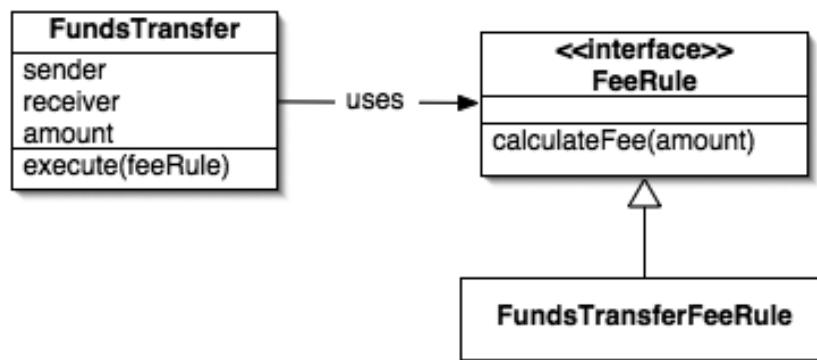 FundsTransfer
sender
receiver
amount
execute(feeRule)
uses
<<interface>>
FeeRule
calculateFee(amount)
FundsTransferFeeRule